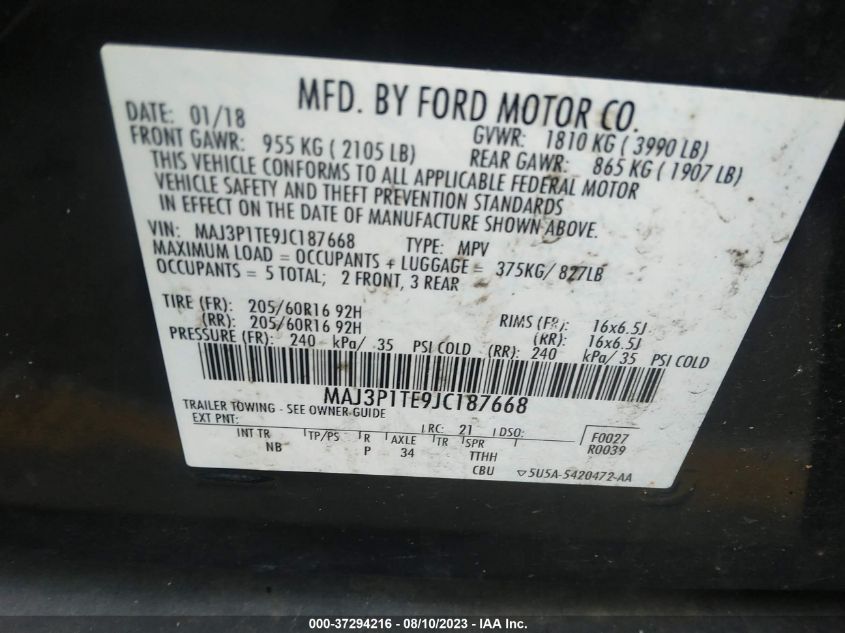 MFD. BY FORD MOTOR CO.
DATE: 01/18 GVWR: 1810 KG ( 3990 LB)
FRONT GAWR: 955 KG ( 2105 LB) REAR GAWR: 865 KG ( 1907 LB)
THIS VEHICLE CONFORMS TO ALL APPLICABLE FEDERAL MOTOR
VEHICLE SAFETY AND THEFT PREVENTION STANDARDS
IN EFFECT ON THE DATE OF MANUFACTURE SHOWN ABOVE.
VIN: MAJ3P1TE9JC187668 TYPE: MPV
MAXIMUM LOAD = OCCUPANTS + LUGGAGE = 375KG/ 827LB
OCCUPANTS = 5 TOTAL; 2 FRONT, 3 REAR
TIRE (FR): 205/60R16 92H RIMS (FR): 16x6.5J
(RR): 205/60R16 92H (RR): 16x6.5J
PRESSURE (FR): 240 kPa/ 35 PSI COLD (RR): 240 kPa/ 35 PSI COLD
MAJ3P1TE9JC187668
TRAILER TOWING - SEE OWNER GUIDE
EXT PNT: RC: 21 DSO: F0027
INT TR TP/PS R AXLE TR SPR R0039
NB P 34 TTHH
CBU 5U5A-5420472-AA
000-37294216 - 08/10/2023 - IAA Inc.